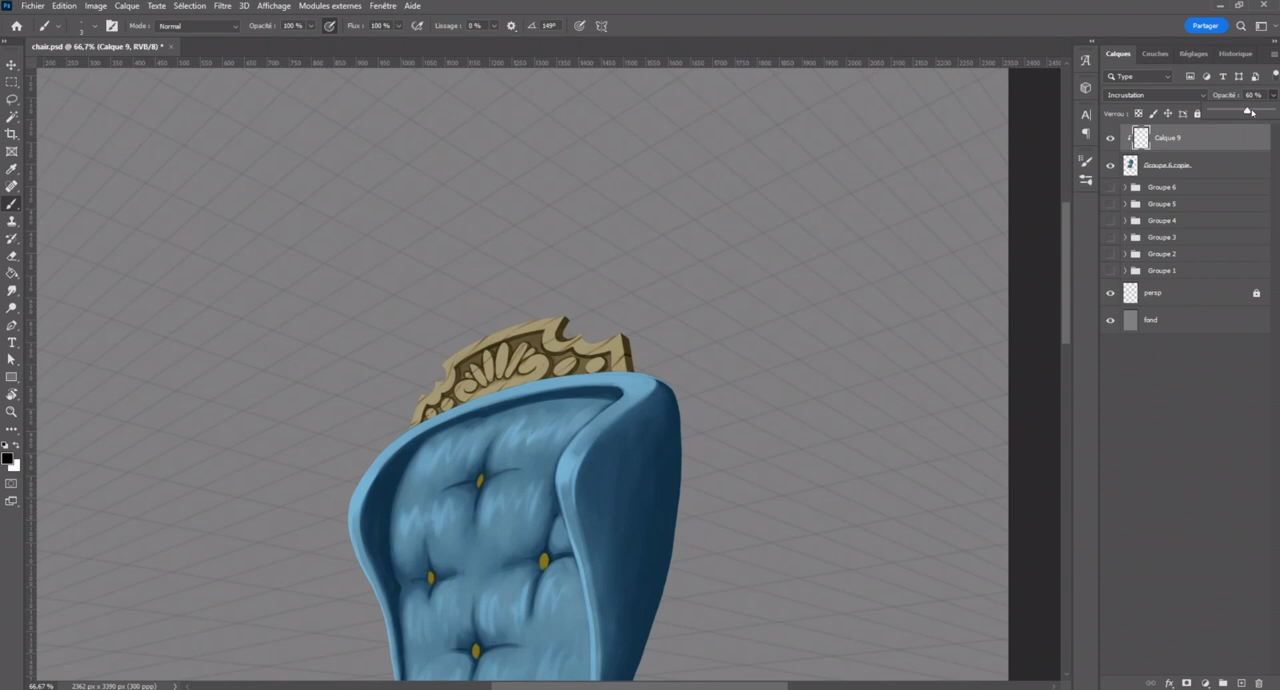 Ps Fichier Edition Image Calque Texte Sélection Filtre 3D Affichage Modules externes Fenêtre Aide
3 Mode : Normal Opacité : 100 % Flux : 100 % Lissage : 0 % 149° Partager
chair.psd @ 66,7% (Calque 9, RVB/8) * ×
Calques Couches Réglages Historique
Type
Incrustation Opacité : 60 %
Verrou :
Calque 9
Groupe 6 copie
Groupe 6
Groupe 5
Groupe 4
Groupe 3
Groupe 2
Groupe 1
persp
fond
66,67 % 2362 px x 3390 px (300 ppp)